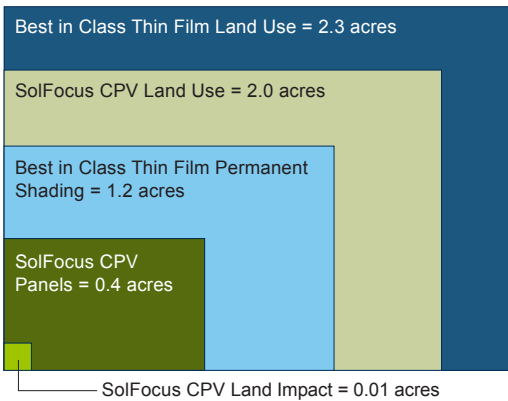 Best in Class Thin Film Land Use = 2.3 acres
SolFocus CPV Land Use = 2.0 acres
Best in Class Thin Film Permanent
Shading = 1.2 acres
SolFocus CPV
Panels = 0.4 acres
SolFocus CPV Land Impact = 0.01 acres